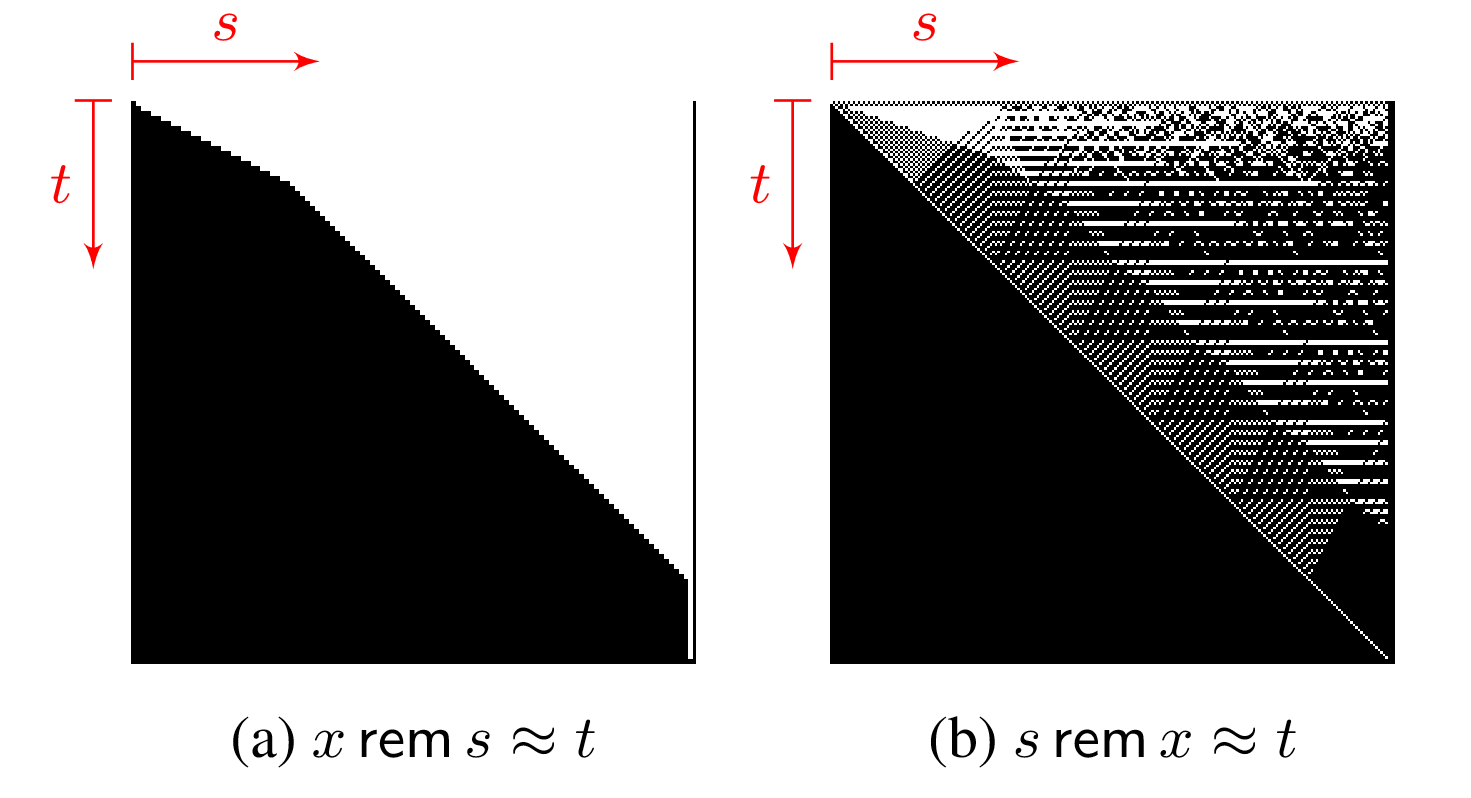 s s
t t
(a) x rem s ≈ t (b) s rem x ≈ t